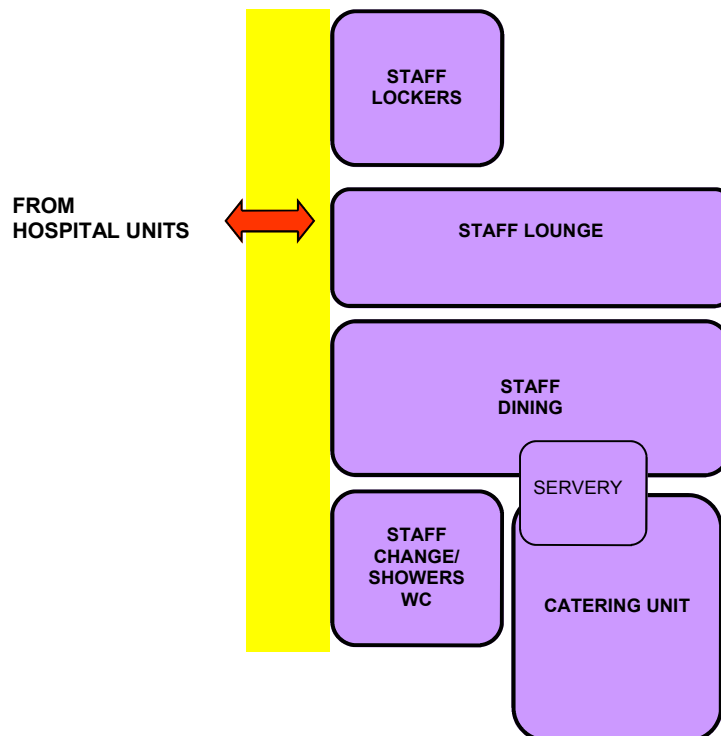 STAFF
LOCKERS
FROM
HOSPITAL UNITS
STAFF LOUNGE
STAFF
DINING
SERVERY
STAFF
CHANGE/
SHOWERS
WC
CATERING UNIT